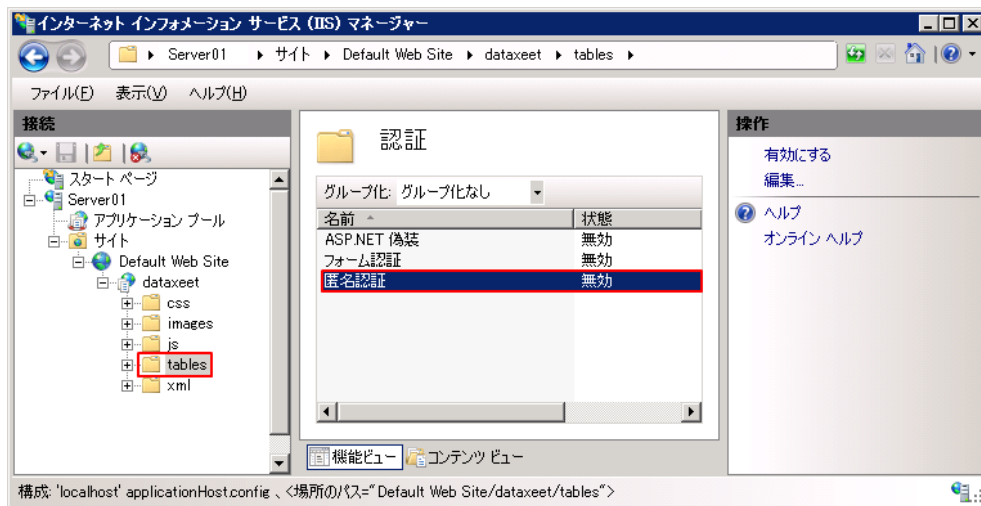 インターネット インフォメーション サービス (IIS) マネージャー
Server01 サイト Default Web Site dataxeet tables
ファイル(F) 表示(V) ヘルプ(H)
接続
スタート ページ
Server01
アプリケーション プール
サイト
Default Web Site
dataxeet
css
images
js
tables
xml
認証
グループ化: グループ化なし
名前 状態
ASP.NET 偽装 無効
フォーム認証 無効
匿名認証 無効
機能ビュー コンテンツ ビュー
操作
有効にする
編集...
ヘルプ
オンライン ヘルプ
構成: 'localhost' applicationHost.config 、<場所のパス="Default Web Site/dataxeet/tables">